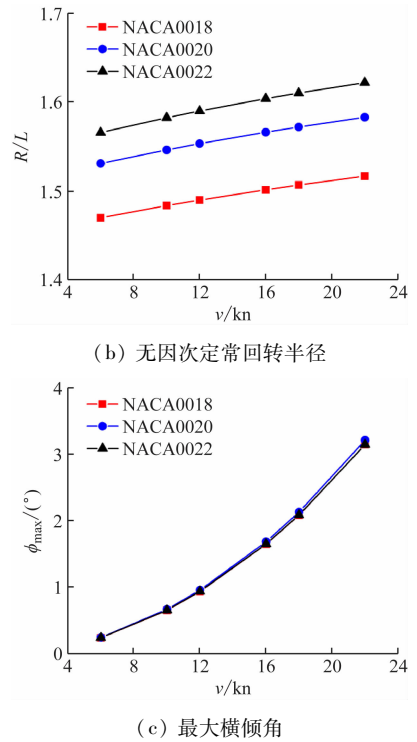 1.7
NACA0018
NACA0020
NACA0022
1.6
R/L
1.5
1.4
4 8 12 16 20 24
v/kn
(b) 无因次定常回转半径
4
NACA0018
NACA0020
NACA0022
3
ϕmax/(°)
2
1
0
4 8 12 16 20 24
v/kn
(c) 最大横倾角